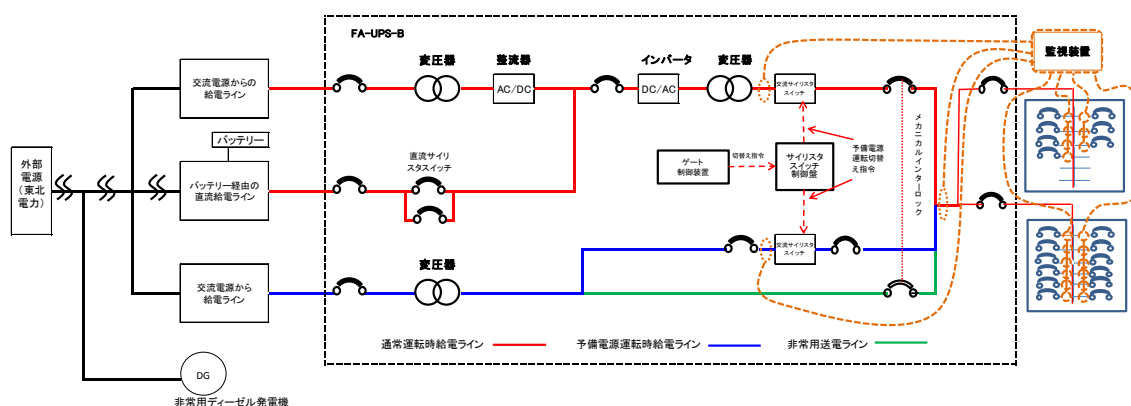 FA-UPS-B
監視装置
変圧器
整流器
インバータ
変圧器
交流電源からの
給電ライン
AC/DC
DC/AC
交流サイリスタ
スイッチ
バッテリー
外部
電源
(東北
電力)
バッテリー経由の
直流給電ライン
直流サイリ
スタスイッチ
ゲート
制御装置
切替え指令
サイリスタ
スイッチ
制御盤
予備電源
運転切替
え指令
メカニカルインターロック
交流サイリスタ
スイッチ
変圧器
交流電源から
給電ライン
通常運転時給電ライン
予備電源運転時給電ライン
非常用送電ライン
DG
非常用ディーゼル発電機